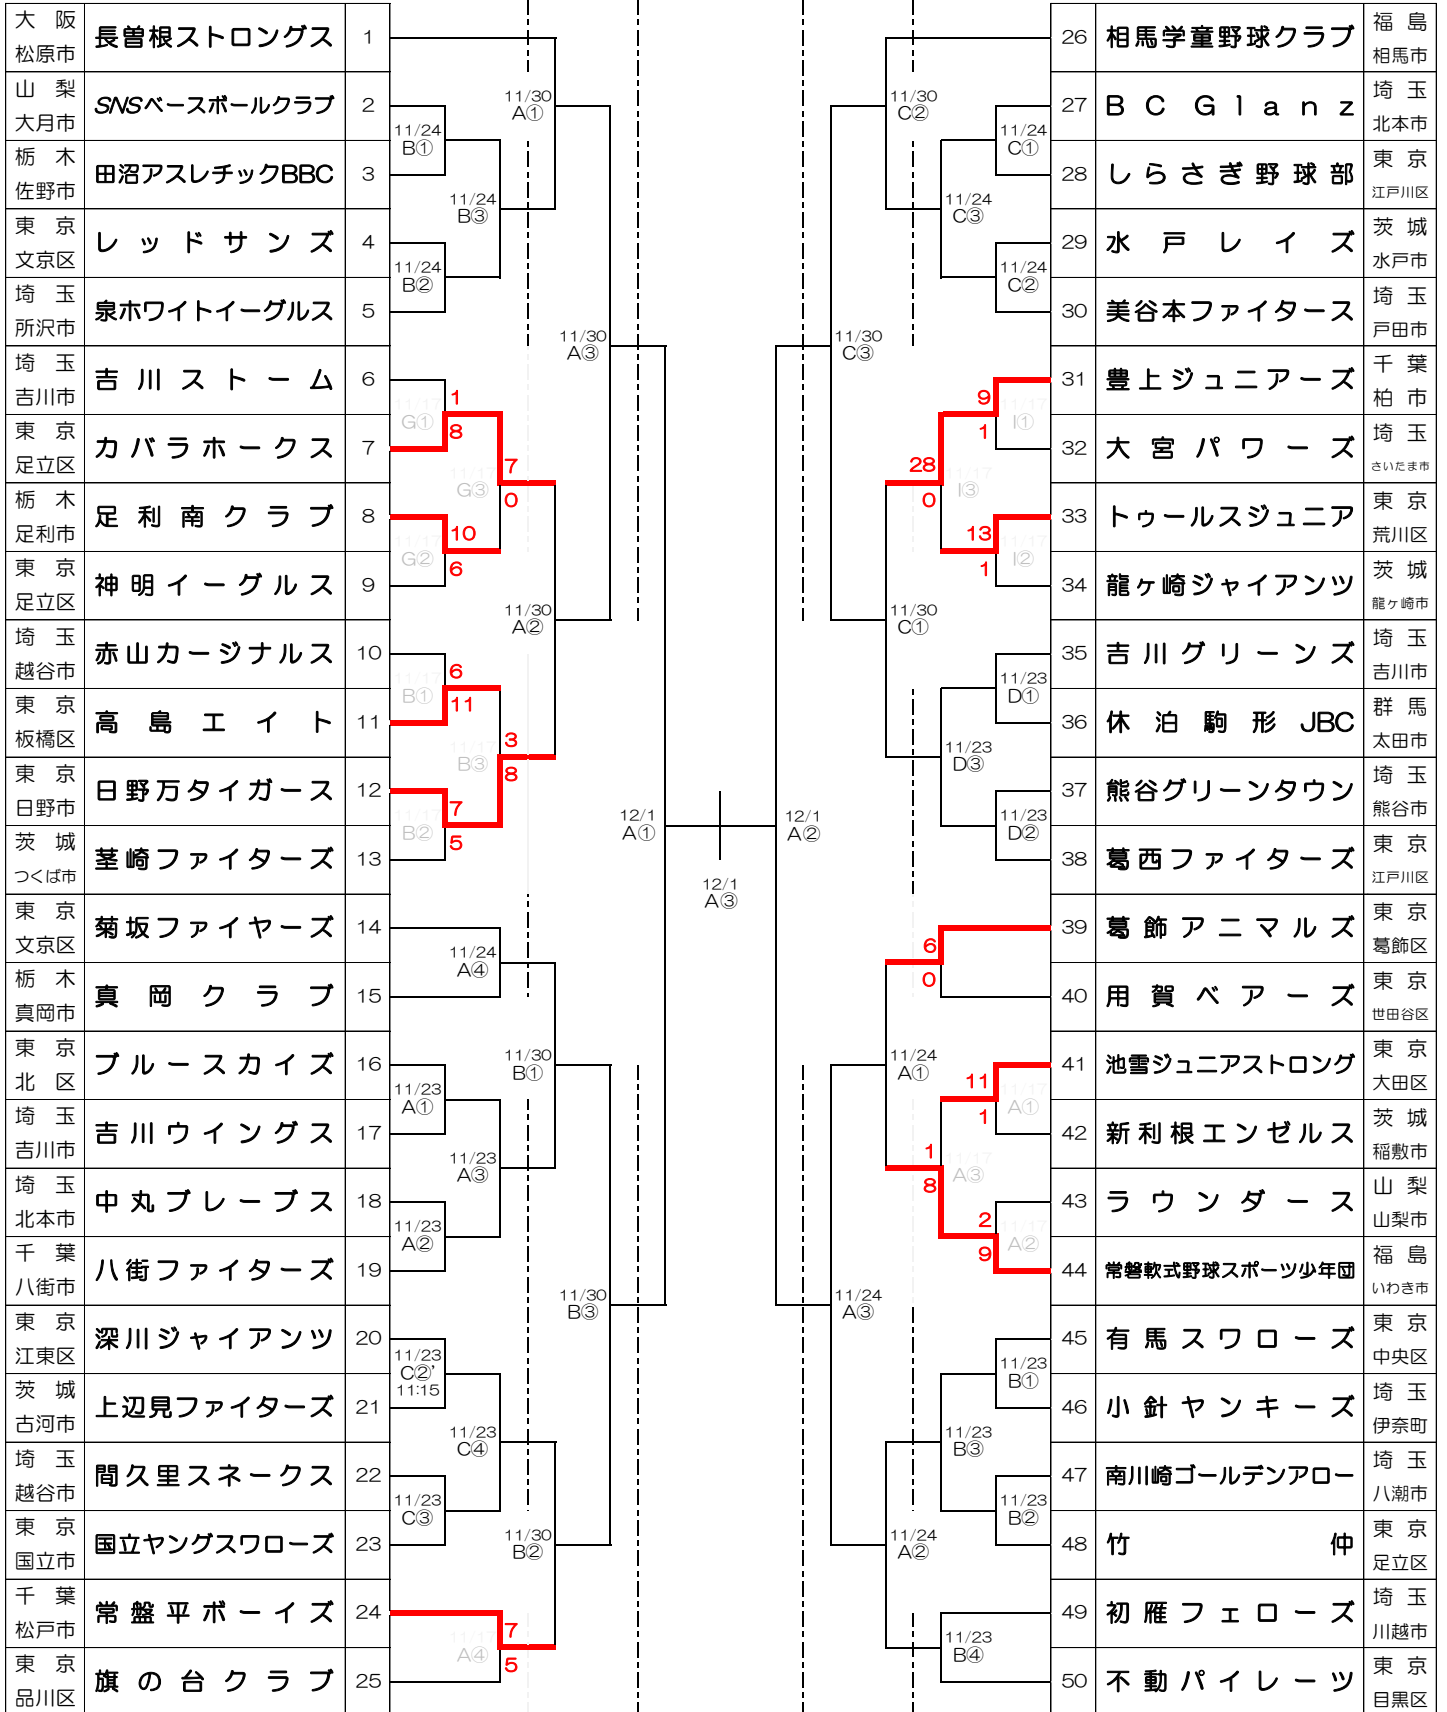 大阪 松原市 長曽根ストロングス 1
山梨 大月市 SNSベースボールクラブ 2
栃木 佐野市 田沼アスレチックBBC 3
東京 文京区 レッドサンズ 4
埼玉 所沢市 泉ホワイトイーグルス 5
埼玉 吉川市 吉川ストーム 6
東京 足立区 カバラホークス 7
栃木 足利市 足利南クラブ 8
東京 足立区 神明イーグルス 9
埼玉 越谷市 赤山カージナルス 10
東京 板橋区 高島エイト 11
東京 日野市 日野万タイガース 12
茨城 つくば市 茎崎ファイターズ 13
東京 文京区 菊坂ファイヤーズ 14
栃木 真岡市 真岡クラブ 15
東京 北区 ブルースカイズ 16
埼玉 吉川市 吉川ウイングス 17
埼玉 北本市 中丸ブレーブス 18
千葉 八街市 八街ファイターズ 19
東京 江東区 深川ジャイアンツ 20
茨城 古河市 上辺見ファイターズ 21
埼玉 越谷市 間久里スネークス 22
東京 国立市 国立ヤングスワローズ 23
千葉 松戸市 常盤平ボーイズ 24
東京 品川区 旗の台クラブ 25
11/24
B①
11/24
B②
11/24
B③
11/30
A①
11/17
G①
1
8
11/17
G②
10
6
11/17
G③
7
0
11/17
B①
6
11
11/17
B②
7
5
11/17
B③
3
8
11/30
A②
11/30
A③
11/24
A④
11/23
A①
11/23
A②
11/23
A③
11/30
B①
11/23
C②'
11:15
11/23
C③
11/23
C④
11/17
A④
7
5
11/30
B②
11/30
B③
12/1
A①
12/1
A③
12/1
A②
11/30
C②
11/24
C①
11/24
C②
11/24
C③
11/30
C③
9
1
11/17
I①
13
1
11/17
I②
28
0
11/17
I③
11/30
C①
11/23
D①
11/23
D②
11/23
D③
6
0
11/24
A①
11
1
11/17
A①
2
9
11/17
A②
1
8
11/17
A③
11/24
A③
11/23
B①
11/23
B②
11/23
B③
11/24
A②
11/23
B④
26 相馬学童野球クラブ 福島 相馬市
27 BCGlanz 埼玉 北本市
28 しらさぎ野球部 東京 江戸川区
29 水戸レイズ 茨城 水戸市
30 美谷本ファイタース 埼玉 戸田市
31 豊上ジュニアーズ 千葉 柏市
32 大宮パワーズ 埼玉 さいたま市
33 トゥールスジュニア 東京 荒川区
34 龍ヶ崎ジャイアンツ 茨城 龍ヶ崎市
35 吉川グリーンズ 埼玉 吉川市
36 休泊駒形JBC 群馬 太田市
37 熊谷グリーンタウン 埼玉 熊谷市
38 葛西ファイターズ 東京 江戸川区
39 葛飾アニマルズ 東京 葛飾区
40 用賀ベアーズ 東京 世田谷区
41 池雪ジュニアストロング 東京 大田区
42 新利根エンゼルス 茨城 稲敷市
43 ラウンダース 山梨 山梨市
44 常磐軟式野球スポーツ少年団 福島 いわき市
45 有馬スワローズ 東京 中央区
46 小針ヤンキーズ 埼玉 伊奈町
47 南川崎ゴールデンアロー 埼玉 八潮市
48 竹仲 東京 足立区
49 初雁フェローズ 埼玉 川越市
50 不動パイレーツ 東京 目黒区